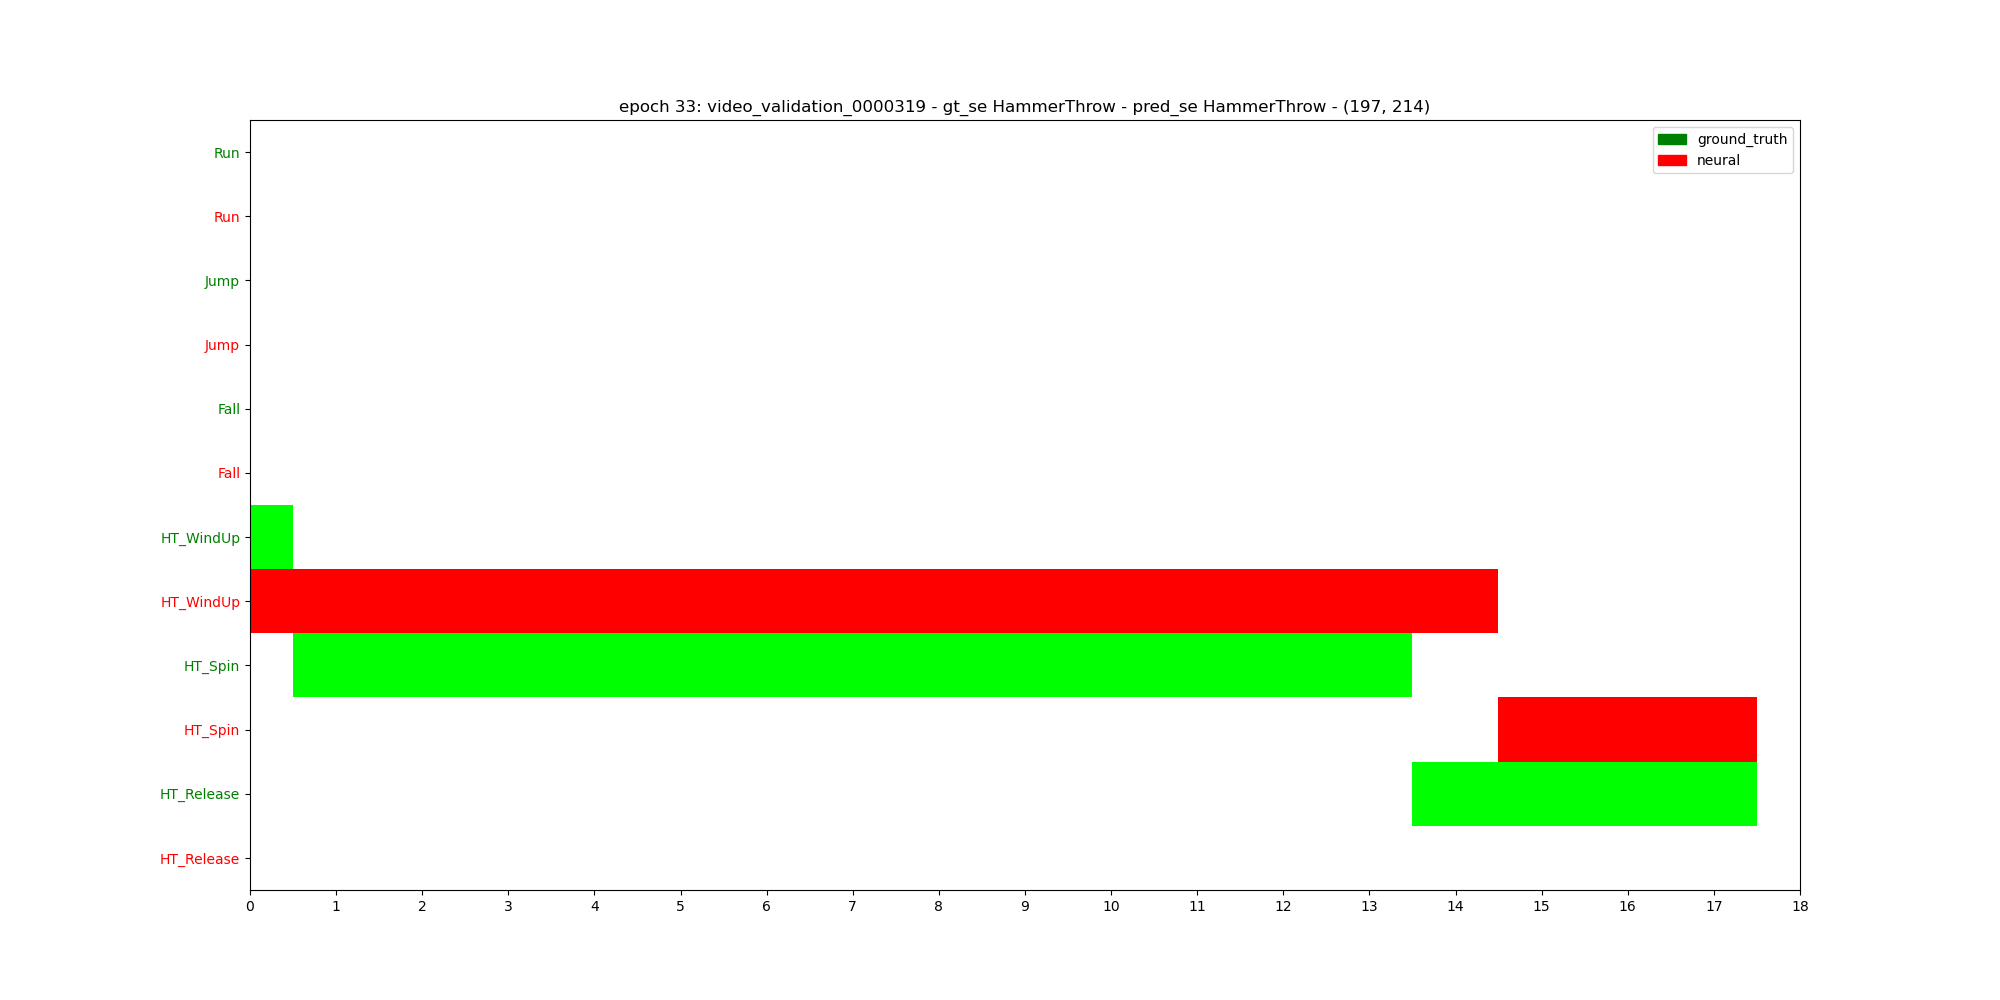 epoch 33: video_validation_0000319 - gt_se HammerThrow - pred_se HammerThrow - (197, 214)
ground_truth
neural
Run
Run
Jump
Jump
Fall
Fall
HT_WindUp
HT_WindUp
HT_Spin
HT_Spin
HT_Release
HT_Release
0 1 2 3 4 5 6 7 8 9 10 11 12 13 14 15 16 17 18